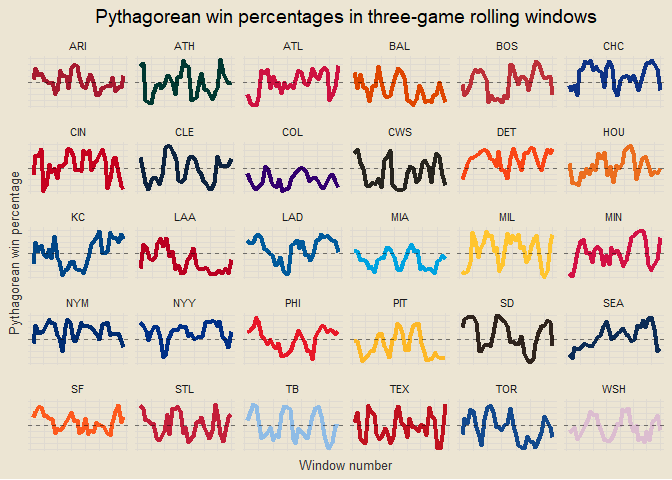 Pythagorean win percentages in three-game rolling windows
ARI ATH ATL BAL BOS CHC
CIN CLE COL CWS DET HOU
KC LAA LAD MIA MIL MIN
NYM NYY PHI PIT SD SEA
SF STL TB TEX TOR WSH
Pythagorean win percentage
Window number